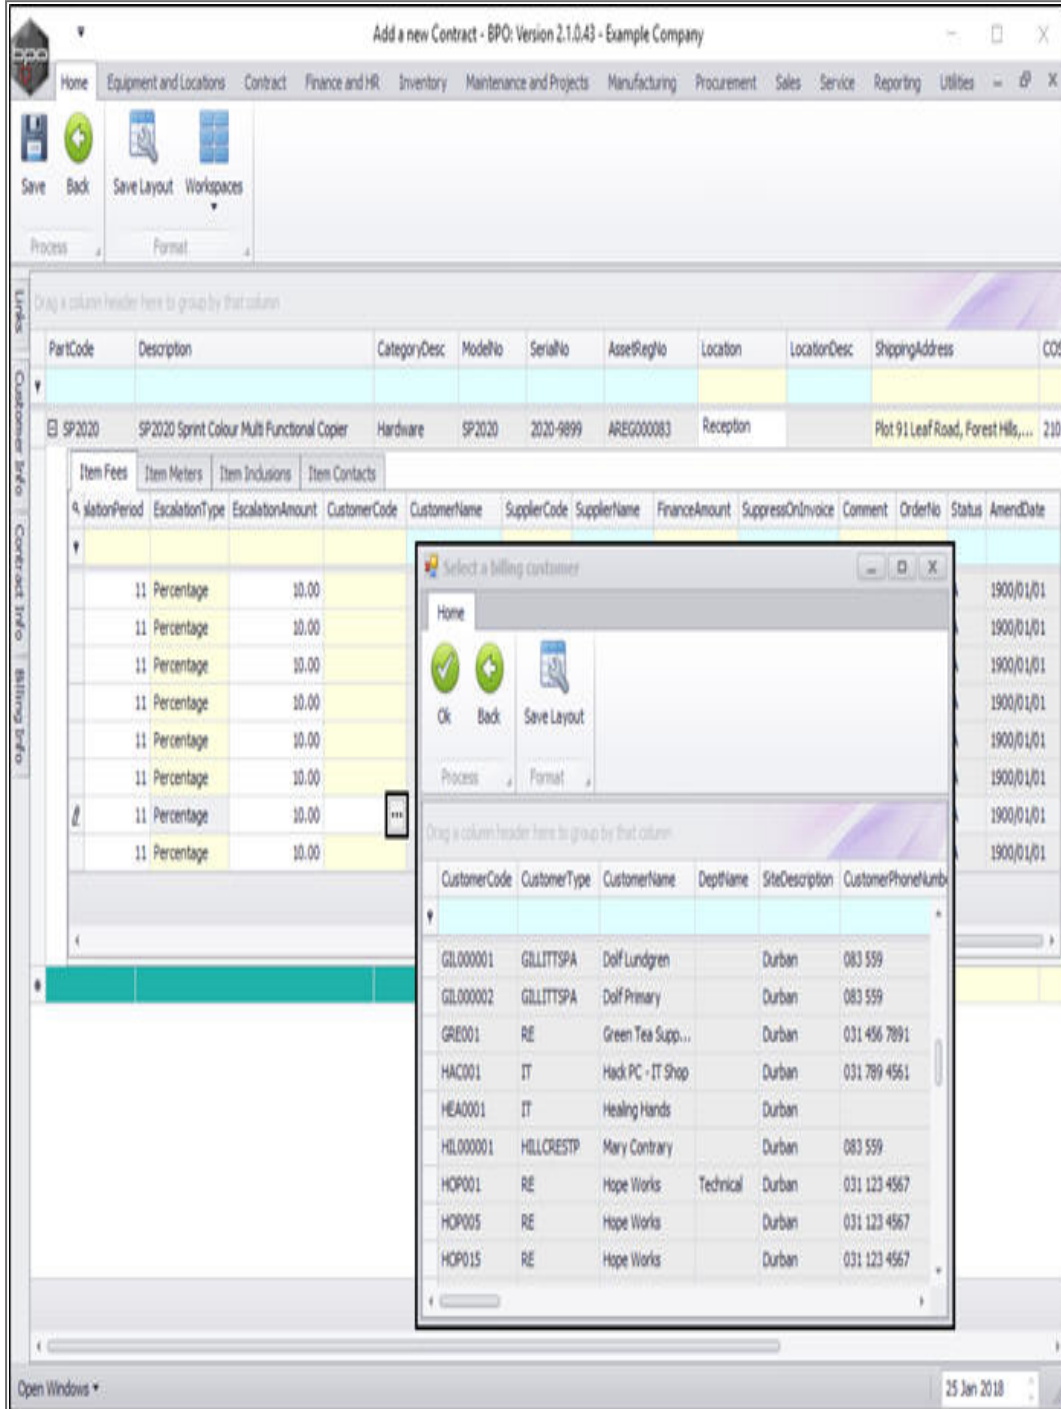 Add a new Contract - BPO: Version 2.1.0.43 - Example Company
bpo
Home Equipment and Locations Contract Finance and HR Inventory Maintenance and Projects Manufacturing Procurement Sales Service Reporting Utilities
Save Back Save Layout Workspaces
Process Format
Links
Customer Info
Contract Info
Billing Info
Drag a column header here to group by that column
PartCode Description CategoryDesc ModelNo SerialNo AssetRegNo Location LocationDesc ShippingAddress COS
SP2020 SP2020 Sprint Colour Multi Functional Copier Hardware SP2020 2020-9899 AREG000083 Reception Plot 91 Leaf Road, Forest Hills,... 210
Item Fees Item Meters Item Inclusions Item Contacts
slationPeriod EscalationType EscalationAmount CustomerCode CustomerName SupplierCode SupplierName FinanceAmount SuppressOnInvoice Comment OrderNo Status AmendDate
11 Percentage 10.00 1900/01/01
11 Percentage 10.00 1900/01/01
11 Percentage 10.00 1900/01/01
11 Percentage 10.00 1900/01/01
11 Percentage 10.00 1900/01/01
11 Percentage 10.00 1900/01/01
11 Percentage 10.00 ... 1900/01/01
11 Percentage 10.00 1900/01/01
Select a billing customer
Home
Ok Back Save Layout
Process Format
Drag a column header here to group by that column
CustomerCode CustomerType CustomerName DeptName SiteDescription CustomerPhoneNumbe
GIL000001 GILLITTSPA Dolf Lundgren Durban 083 559
GIL000002 GILLITTSPA Dolf Primary Durban 083 559
GRE001 RE Green Tea Supp... Durban 031 456 7891
HAC001 IT Hack PC - IT Shop Durban 031 789 4561
HEA0001 IT Healing Hands Durban
HIL000001 HILLCRESTP Mary Contrary Durban 083 559
HOP001 RE Hope Works Technical Durban 031 123 4567
HOP005 RE Hope Works Durban 031 123 4567
HOP015 RE Hope Works Durban 031 123 4567
Open Windows 25 Jan 2018